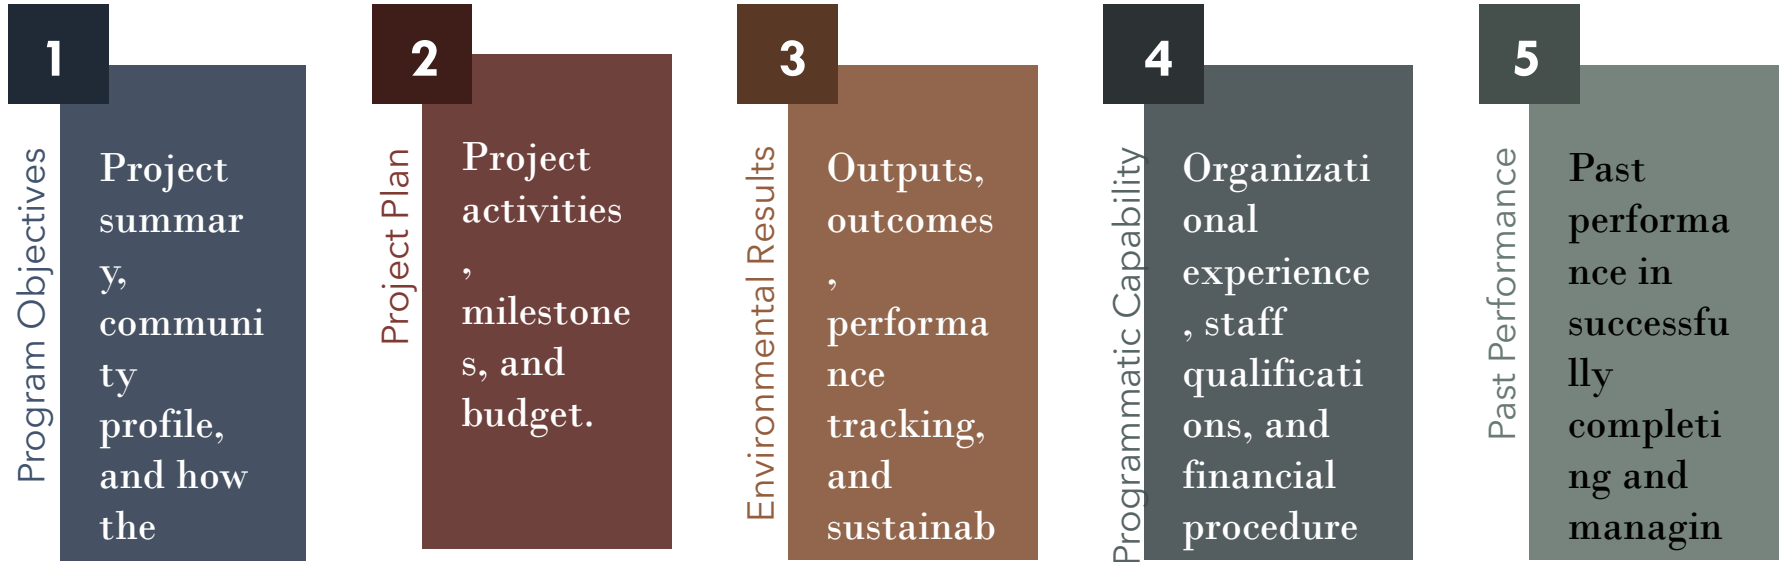 1
Program Objectives
Project
summar
y,
communi
ty
profile,
and how
the
2
Project Plan
Project
activities
,
milestone
s, and
budget.
3
Environmental Results
Outputs,
outcomes
,
performa
nce
tracking,
and
sustainab
4
Programmatic Capability
Organizati
onal
experience
, staff
qualificati
ons, and
financial
procedure
5
Past Performance
Past
performa
nce in
successfu
lly
completi
ng and
managin